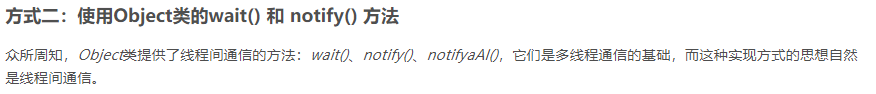 方式二：使用Object类的wait() 和 notify() 方法
众所周知，Object类提供了线程间通信的方法：wait()、notify()、notifyaAl()，它们是多线程通信的基础，而这种实现方式的思想自然
是线程间通信。